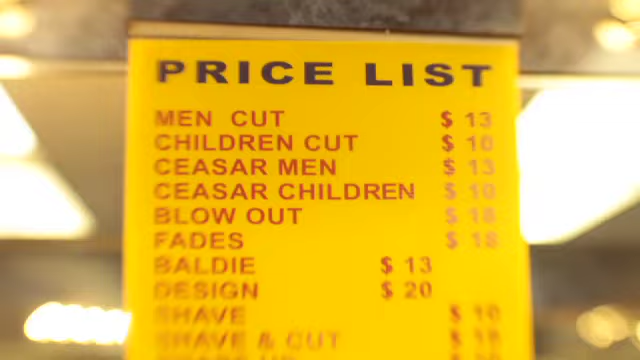 PRICE LIST
MEN CUT $ 13
CHILDREN CUT $ 10
CEASAR MEN $ 13
CEASAR CHILDREN $ 10
BLOW OUT $ 18
FADES $ 18
BALDIE $ 13
DESIGN $ 20
SHAVE $ 10
SHAVE & CUT $